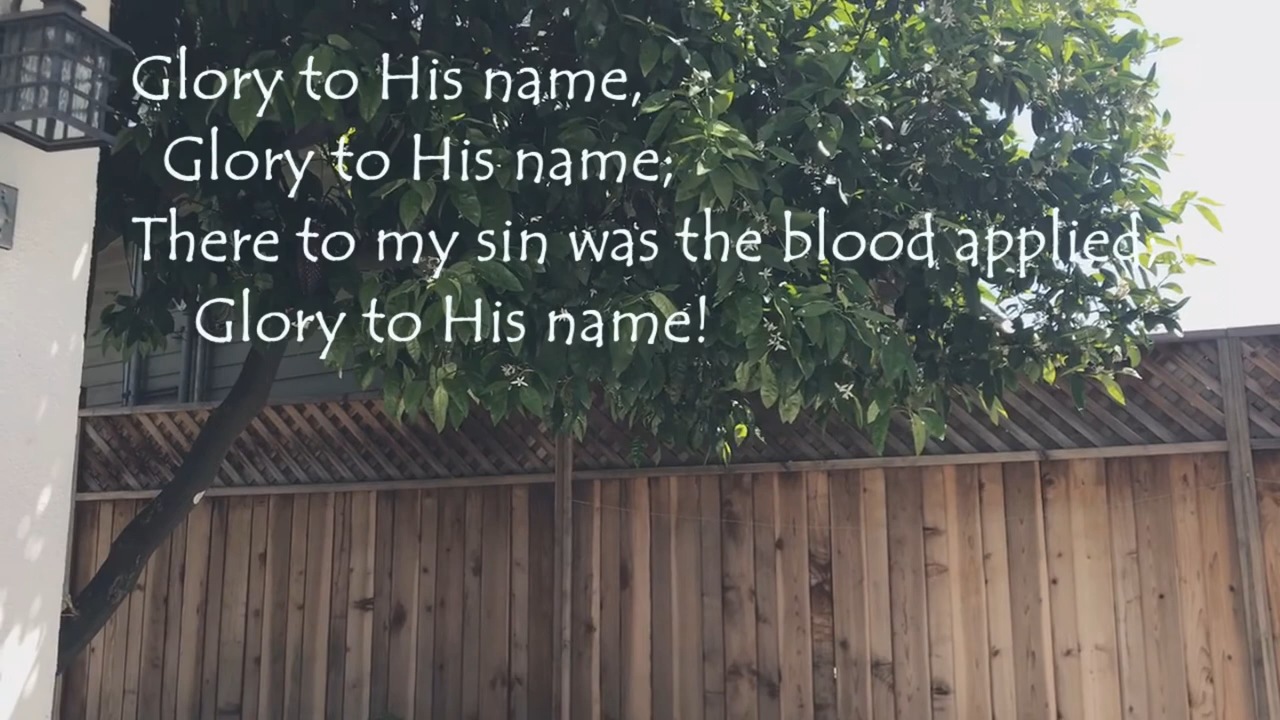 Glory to His name,
Glory to His name;
There to my sin was the blood applied,
Glory to His name!